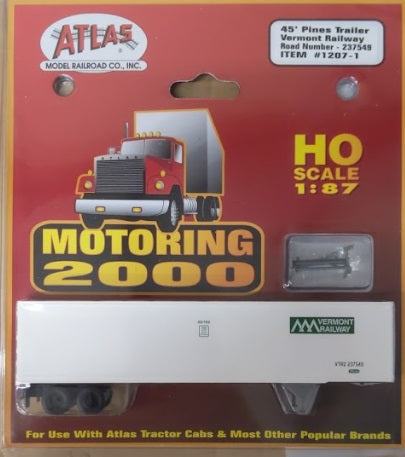 ATLAS
MODEL RAILROAD CO., INC.
45' Pines Trailer
Vermont Railway
Road Number - 237549
ITEM #1207-1
HO
SCALE
1:87
MOTORING
2000
VERMONT
RAILWAY
VTRZ 237549
For Use With Atlas Tractor Cabs & Most Other Popular Brands